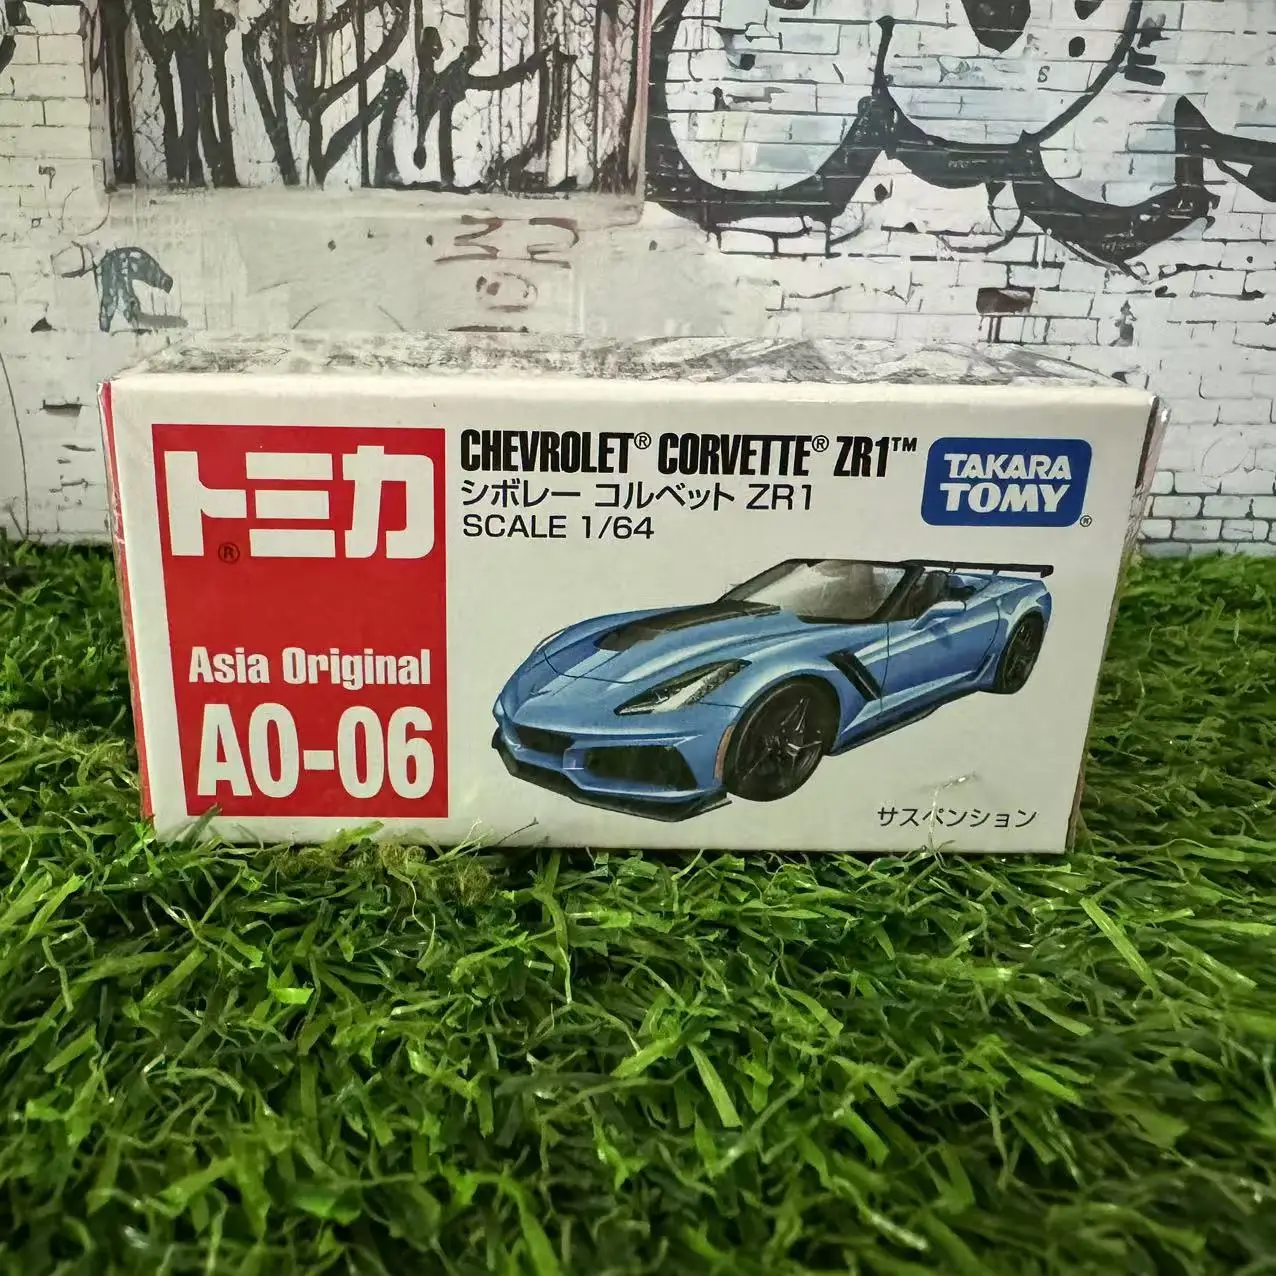 トミカ®
Asia Original
AO-06
CHEVROLET® CORVETTE® ZR1™
シボレー コルベット ZR1
SCALE 1/64
TAKARA
TOMY®
サスペンション